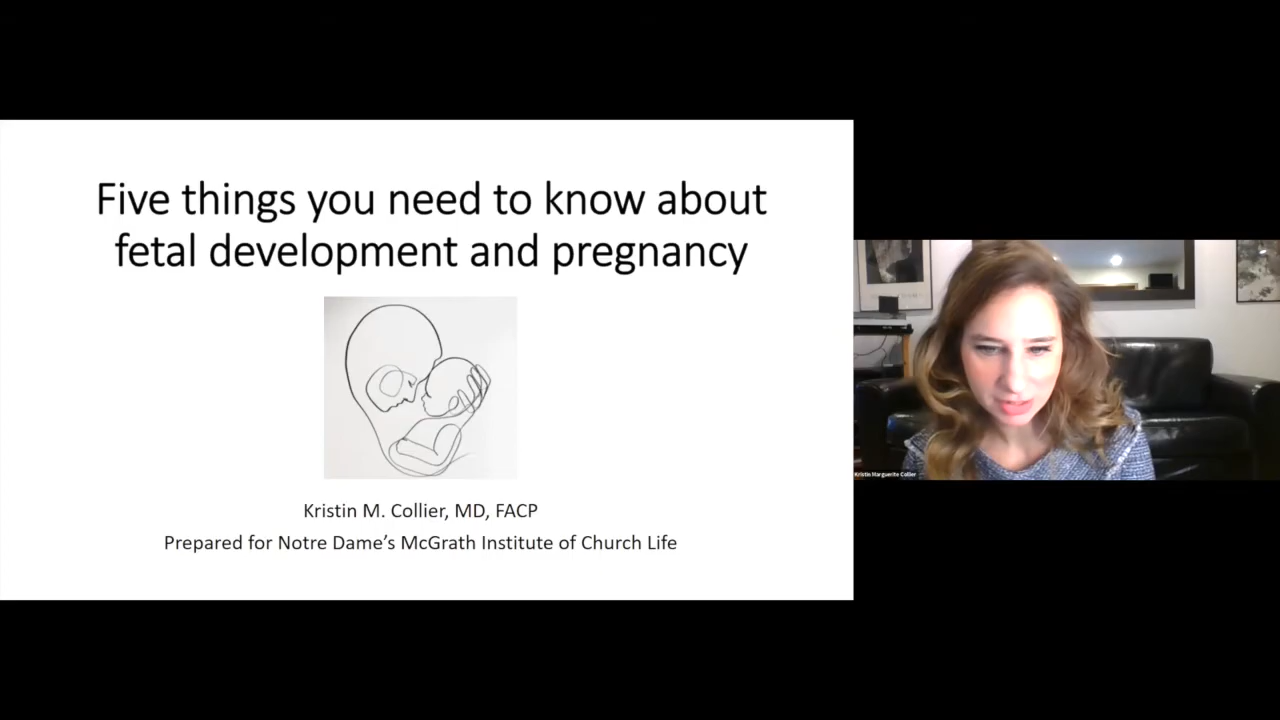 Five things you need to know about
fetal development and pregnancy
Kristin M. Collier, MD, FACP
Prepared for Notre Dame’s McGrath Institute of Church Life
Kristin Marguerite Collier